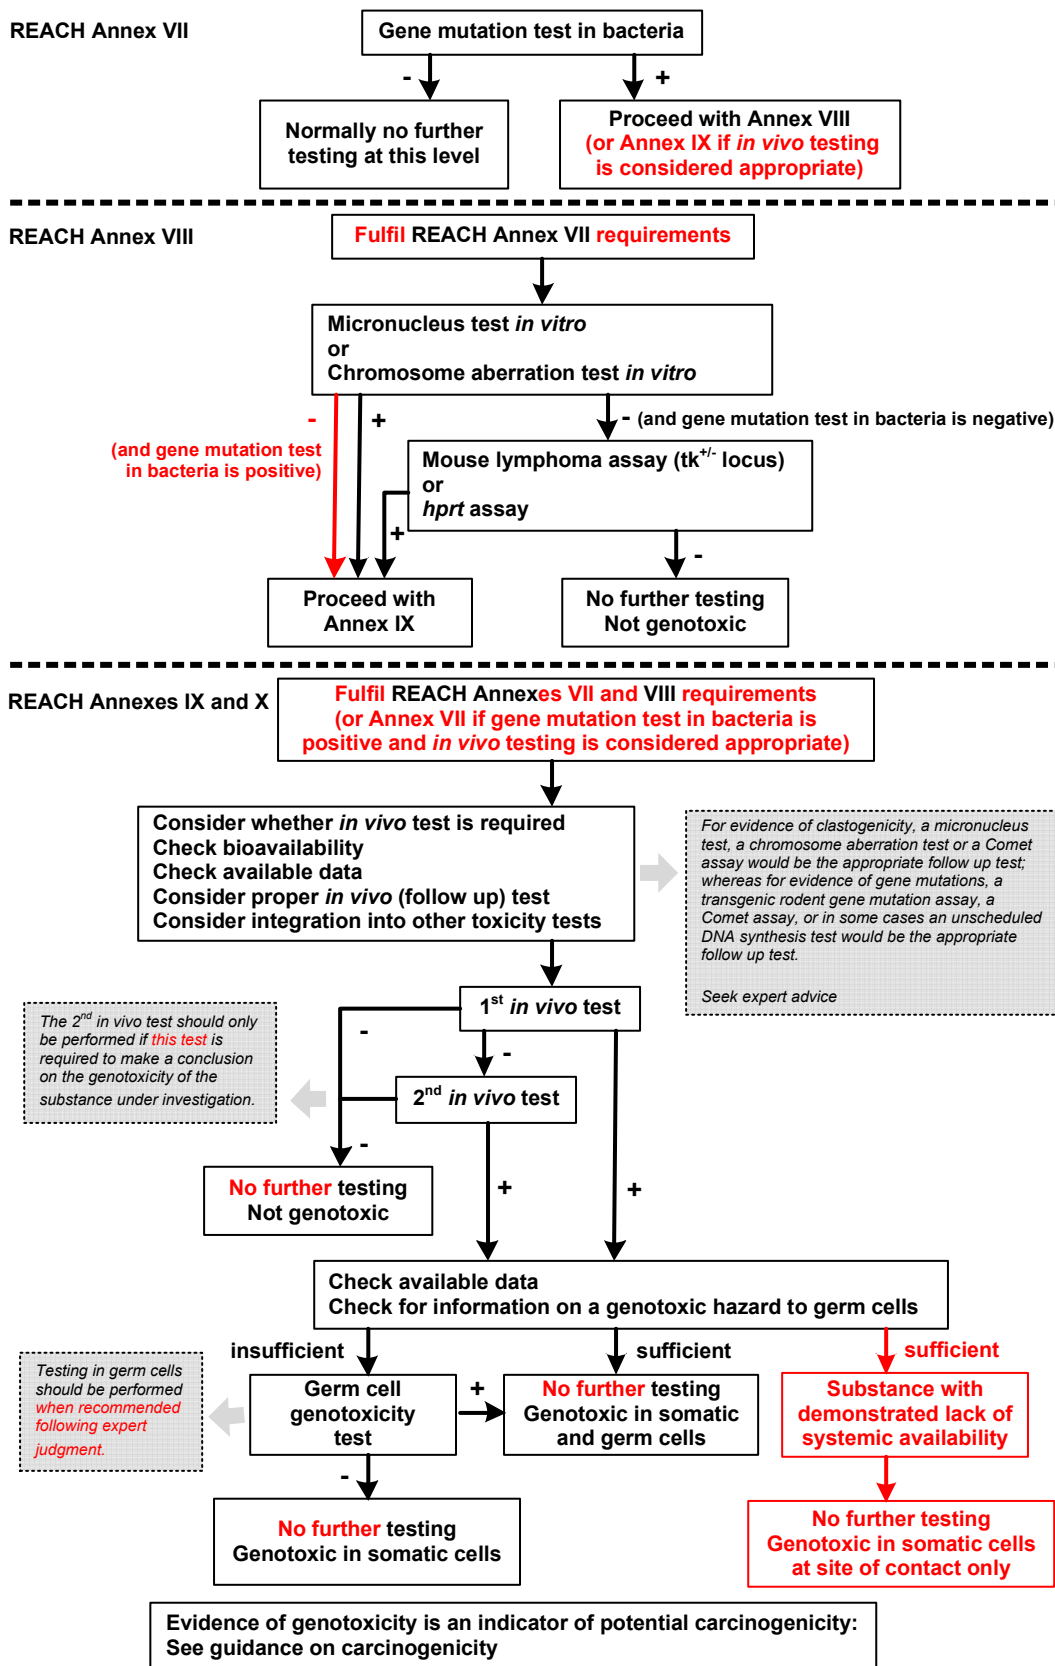 REACH Annex VII
Gene mutation test in bacteria
-
+
Normally no further
testing at this level
Proceed with Annex VIII
(or Annex IX if in vivo testing
is considered appropriate)
REACH Annex VIII
Fulfil REACH Annex VII requirements
Micronucleus test in vitro
or
Chromosome aberration test in vitro
-
(and gene mutation test
in bacteria is positive)
+
- (and gene mutation test in bacteria is negative)
Mouse lymphoma assay (tk+/- locus)
or
hprt assay
+
-
Proceed with
Annex IX
No further testing
Not genotoxic
REACH Annexes IX and X
Fulfil REACH Annexes VII and VIII requirements
(or Annex VII if gene mutation test in bacteria is
positive and in vivo testing is considered appropriate)
Consider whether in vivo test is required
Check bioavailability
Check available data
Consider proper in vivo (follow up) test
Consider integration into other toxicity tests
For evidence of clastogenicity, a micronucleus
test, a chromosome aberration test or a Comet
assay would be the appropriate follow up test;
whereas for evidence of gene mutations, a
transgenic rodent gene mutation assay, a
Comet assay, or in some cases an unscheduled
DNA synthesis test would be the appropriate
follow up test.
Seek expert advice
1st in vivo test
-
-
The 2nd in vivo test should only
be performed if this test is
required to make a conclusion
on the genotoxicity of the
substance under investigation.
2nd in vivo test
-
+
+
No further testing
Not genotoxic
Check available data
Check for information on a genotoxic hazard to germ cells
insufficient
sufficient
sufficient
Testing in germ cells
should be performed
when recommended
following expert
judgment.
Germ cell
genotoxicity
test
+
No further testing
Genotoxic in somatic
and germ cells
Substance with
demonstrated lack of
systemic availability
-
No further testing
Genotoxic in somatic cells
No further testing
Genotoxic in somatic cells
at site of contact only
Evidence of genotoxicity is an indicator of potential carcinogenicity:
See guidance on carcinogenicity